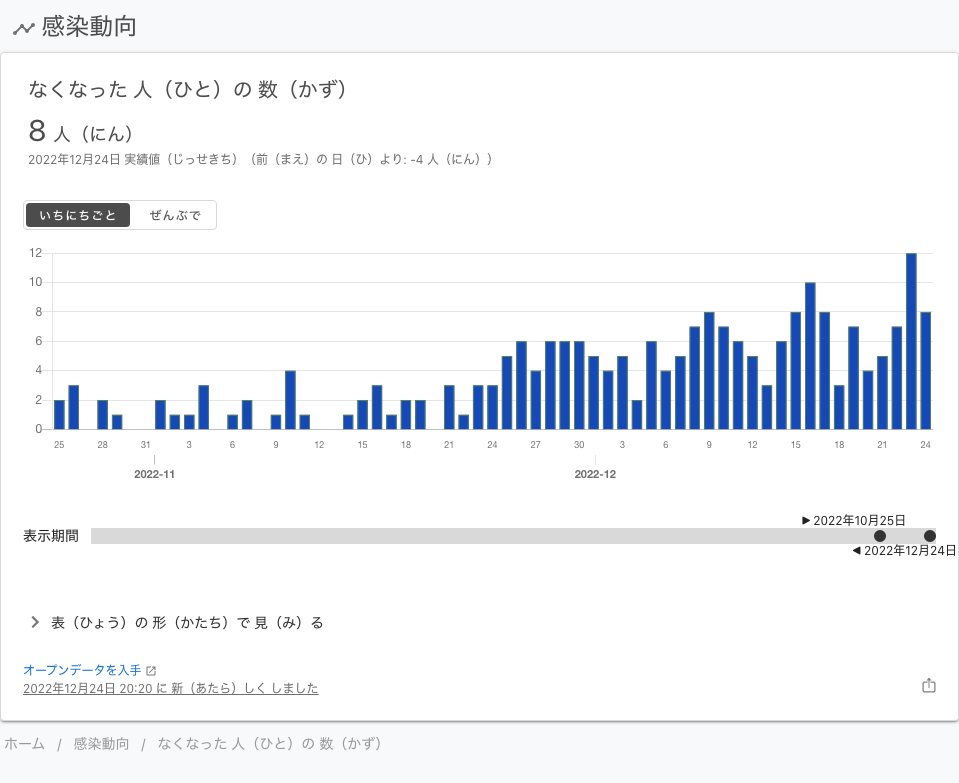 感染動向
なくなった 人（ひと）の 数（かず）
8 人（にん）
2022年12月24日 実績値（じっせきち）（前（まえ）の 日（ひ）より: -4 人（にん））
いちにちごと ぜんぶで
12
10
8
6
4
2
0
25 28 31 3 6 9 12 15 18 21 24 27 30 3 6 9 12 15 18 21 24
2022-11 2022-12
2022年10月25日
表示期間
2022年12月24日
表（ひょう）の 形（かたち）で 見（み）る
オープンデータを入手
2022年12月24日 20:20 に 新（あたら）しく しました
ホーム / 感染動向 / なくなった 人（ひと）の 数（かず）